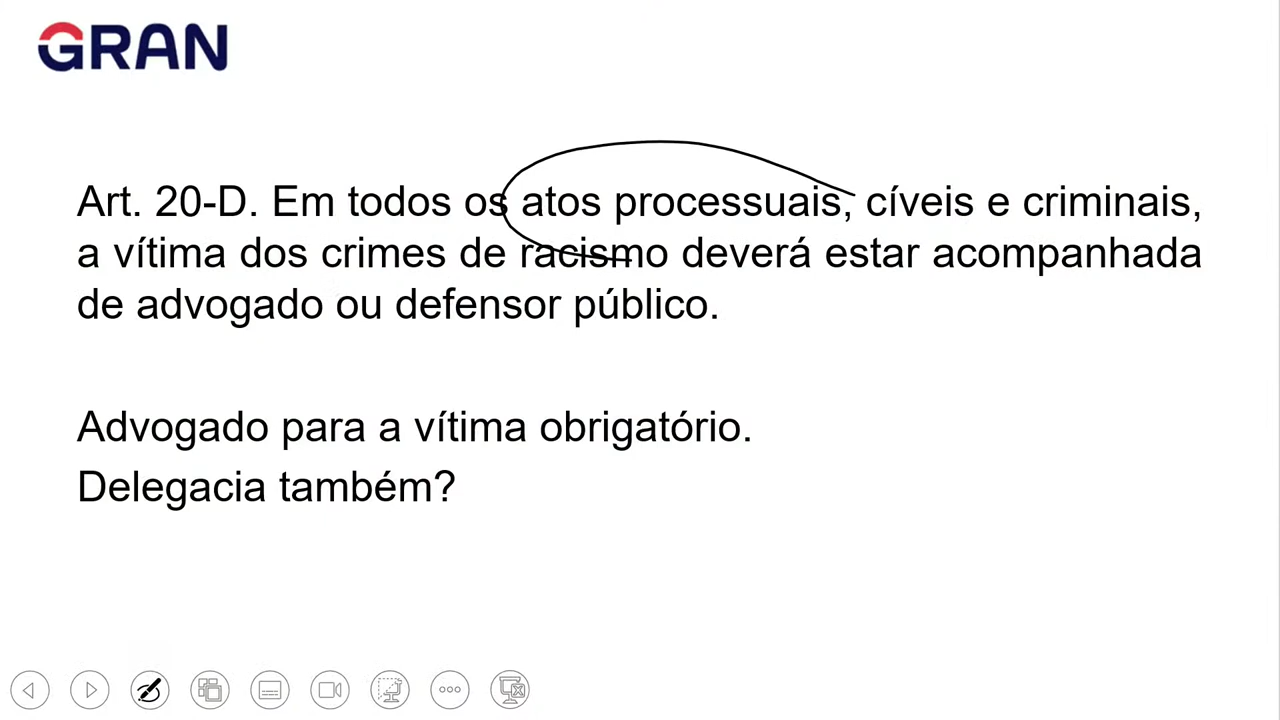 GRAN
Art. 20-D. Em todos os atos processuais, cíveis e criminais,
a vítima dos crimes de racismo deverá estar acompanhada
de advogado ou defensor público.
Advogado para a vítima obrigatório.
Delegacia também?